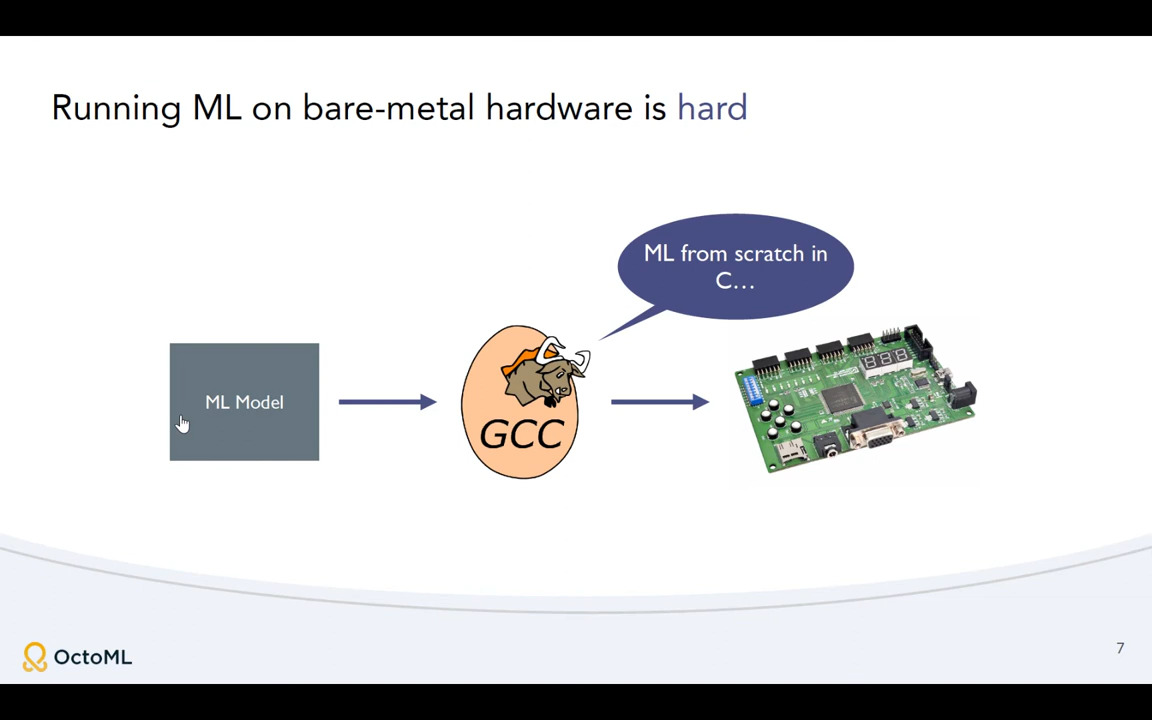 Running ML on bare-metal hardware is hard
ML from scratch in
C...
ML Model
GCC
OctoML
7